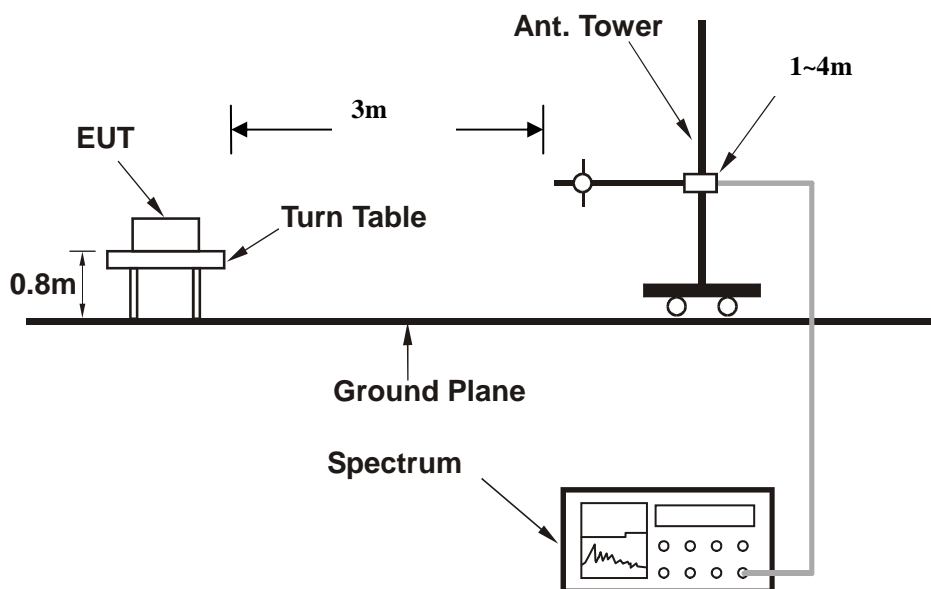 Ant. Tower
1~4m
3m
EUT
Turn Table
0.8m
Ground Plane
Spectrum